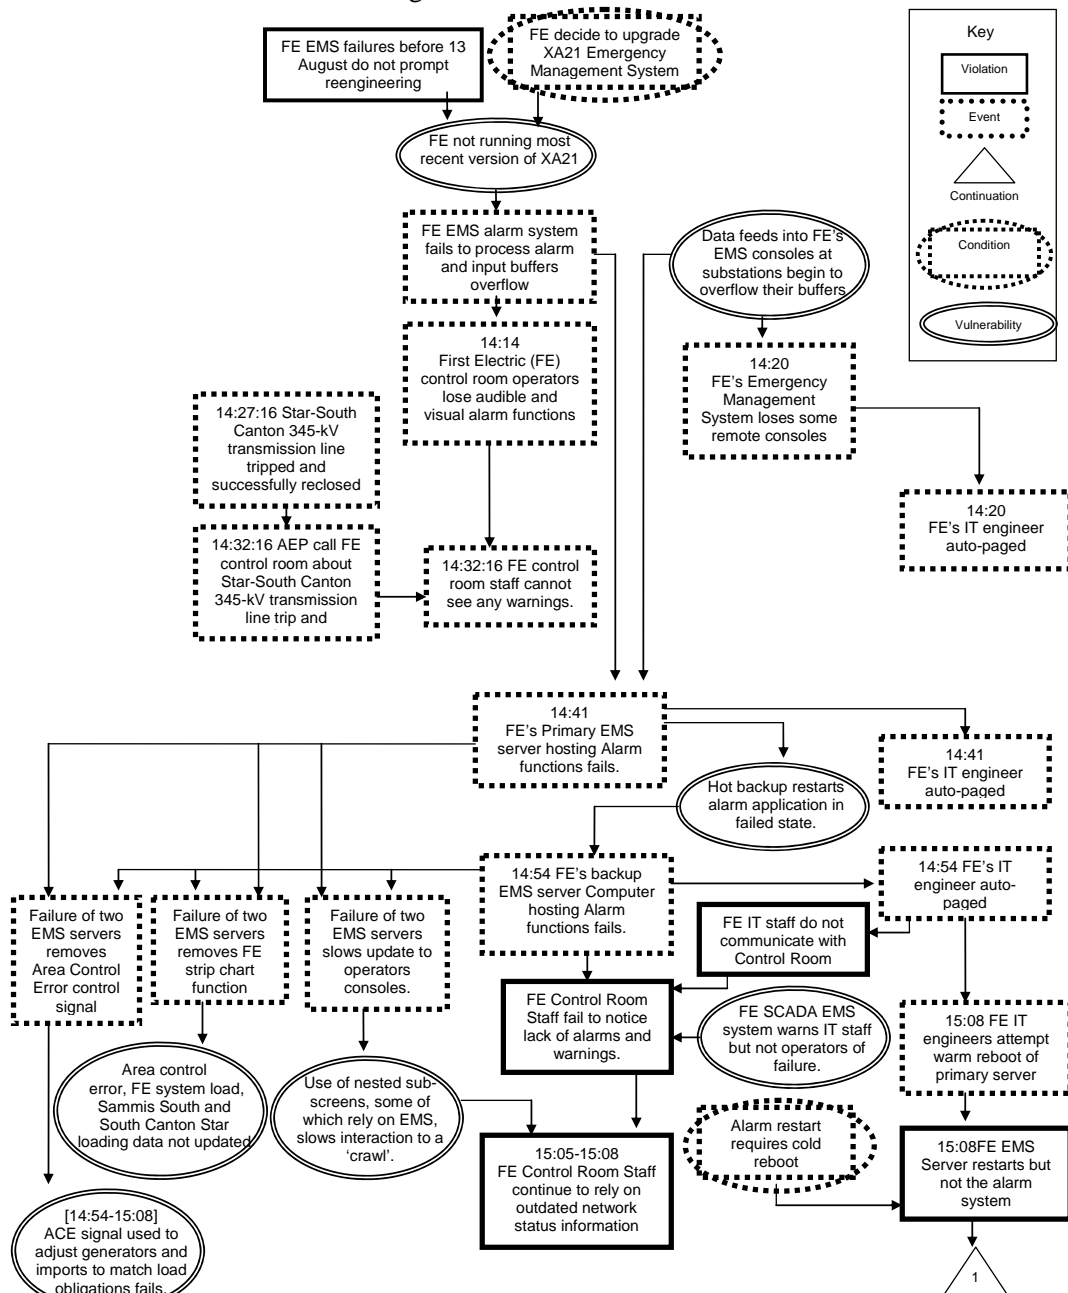 FE EMS failures before 13
August do not prompt
reengineering
FE decide to upgrade
XA21 Emergency
Management System
Key
Violation
Event
Continuation
Condition
Vulnerability
FE not running most
recent version of XA21
FE EMS alarm system
fails to process alarm
and input buffers
overflow
Data feeds into FE's
EMS consoles at
substations begin to
overflow their buffers
14:14
First Electric (FE)
control room operators
lose audible and
visual alarm functions
14:20
FE's Emergency
Management
System loses some
remote consoles
14:27:16 Star-South
Canton 345-kV
transmission line
tripped and
successfully reclosed
14:20
FE's IT engineer
auto-paged
14:32:16 AEP call FE
control room about
Star-South Canton
345-kV transmission
line trip and
14:32:16 FE control
room staff cannot
see any warnings.
14:41
FE's Primary EMS
server hosting Alarm
functions fails.
14:41
FE's IT engineer
auto-paged
Hot backup restarts
alarm application in
failed state.
14:54 FE's backup
EMS server Computer
hosting Alarm
functions fails.
14:54 FE's IT
engineer auto-
paged
Failure of two
EMS servers
removes
Area Control
Error control
signal
Failure of two
EMS servers
removes FE
strip chart
function
Failure of two
EMS servers
slows update to
operators
consoles.
FE IT staff do not
communicate with
Control Room
FE Control Room
Staff fail to notice
lack of alarms and
warnings.
FE SCADA EMS
system warns IT staff
but not operators of
failure.
15:08 FE IT
engineers attempt
warm reboot of
primary server
Area control
error, FE system load,
Sammis South and
South Canton Star
loading data not updated
Use of nested sub-
screens, some of
which rely on EMS,
slows interaction to a
'crawl'.
Alarm restart
requires cold
reboot
15:05-15:08
FE Control Room Staff
continue to rely on
outdated network
status information
15:08FE EMS
Server restarts but
not the alarm
system
[14:54-15:08]
ACE signal used to
adjust generators and
imports to match load
obligations fails.
1